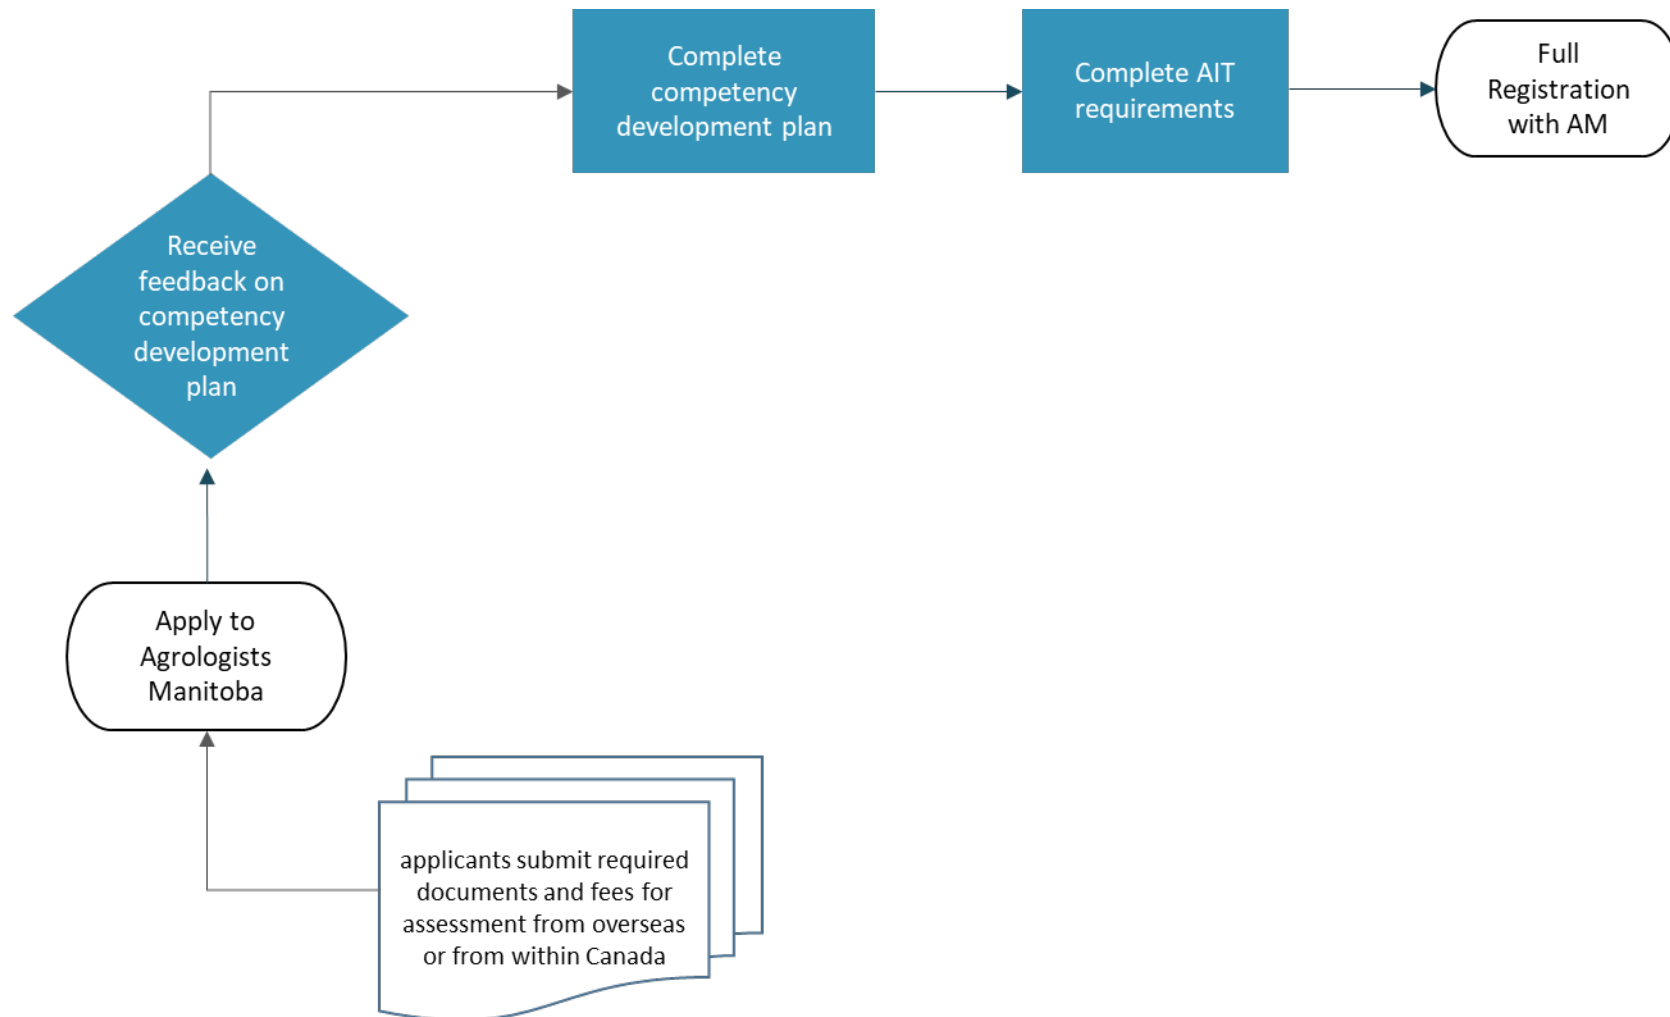 Complete
competency
development plan
Complete AIT
requirements
Full
Registration
with AM
Receive
feedback on
competency
development
plan
Apply to
Agrologists
Manitoba
applicants submit required
documents and fees for
assessment from overseas
or from within Canada